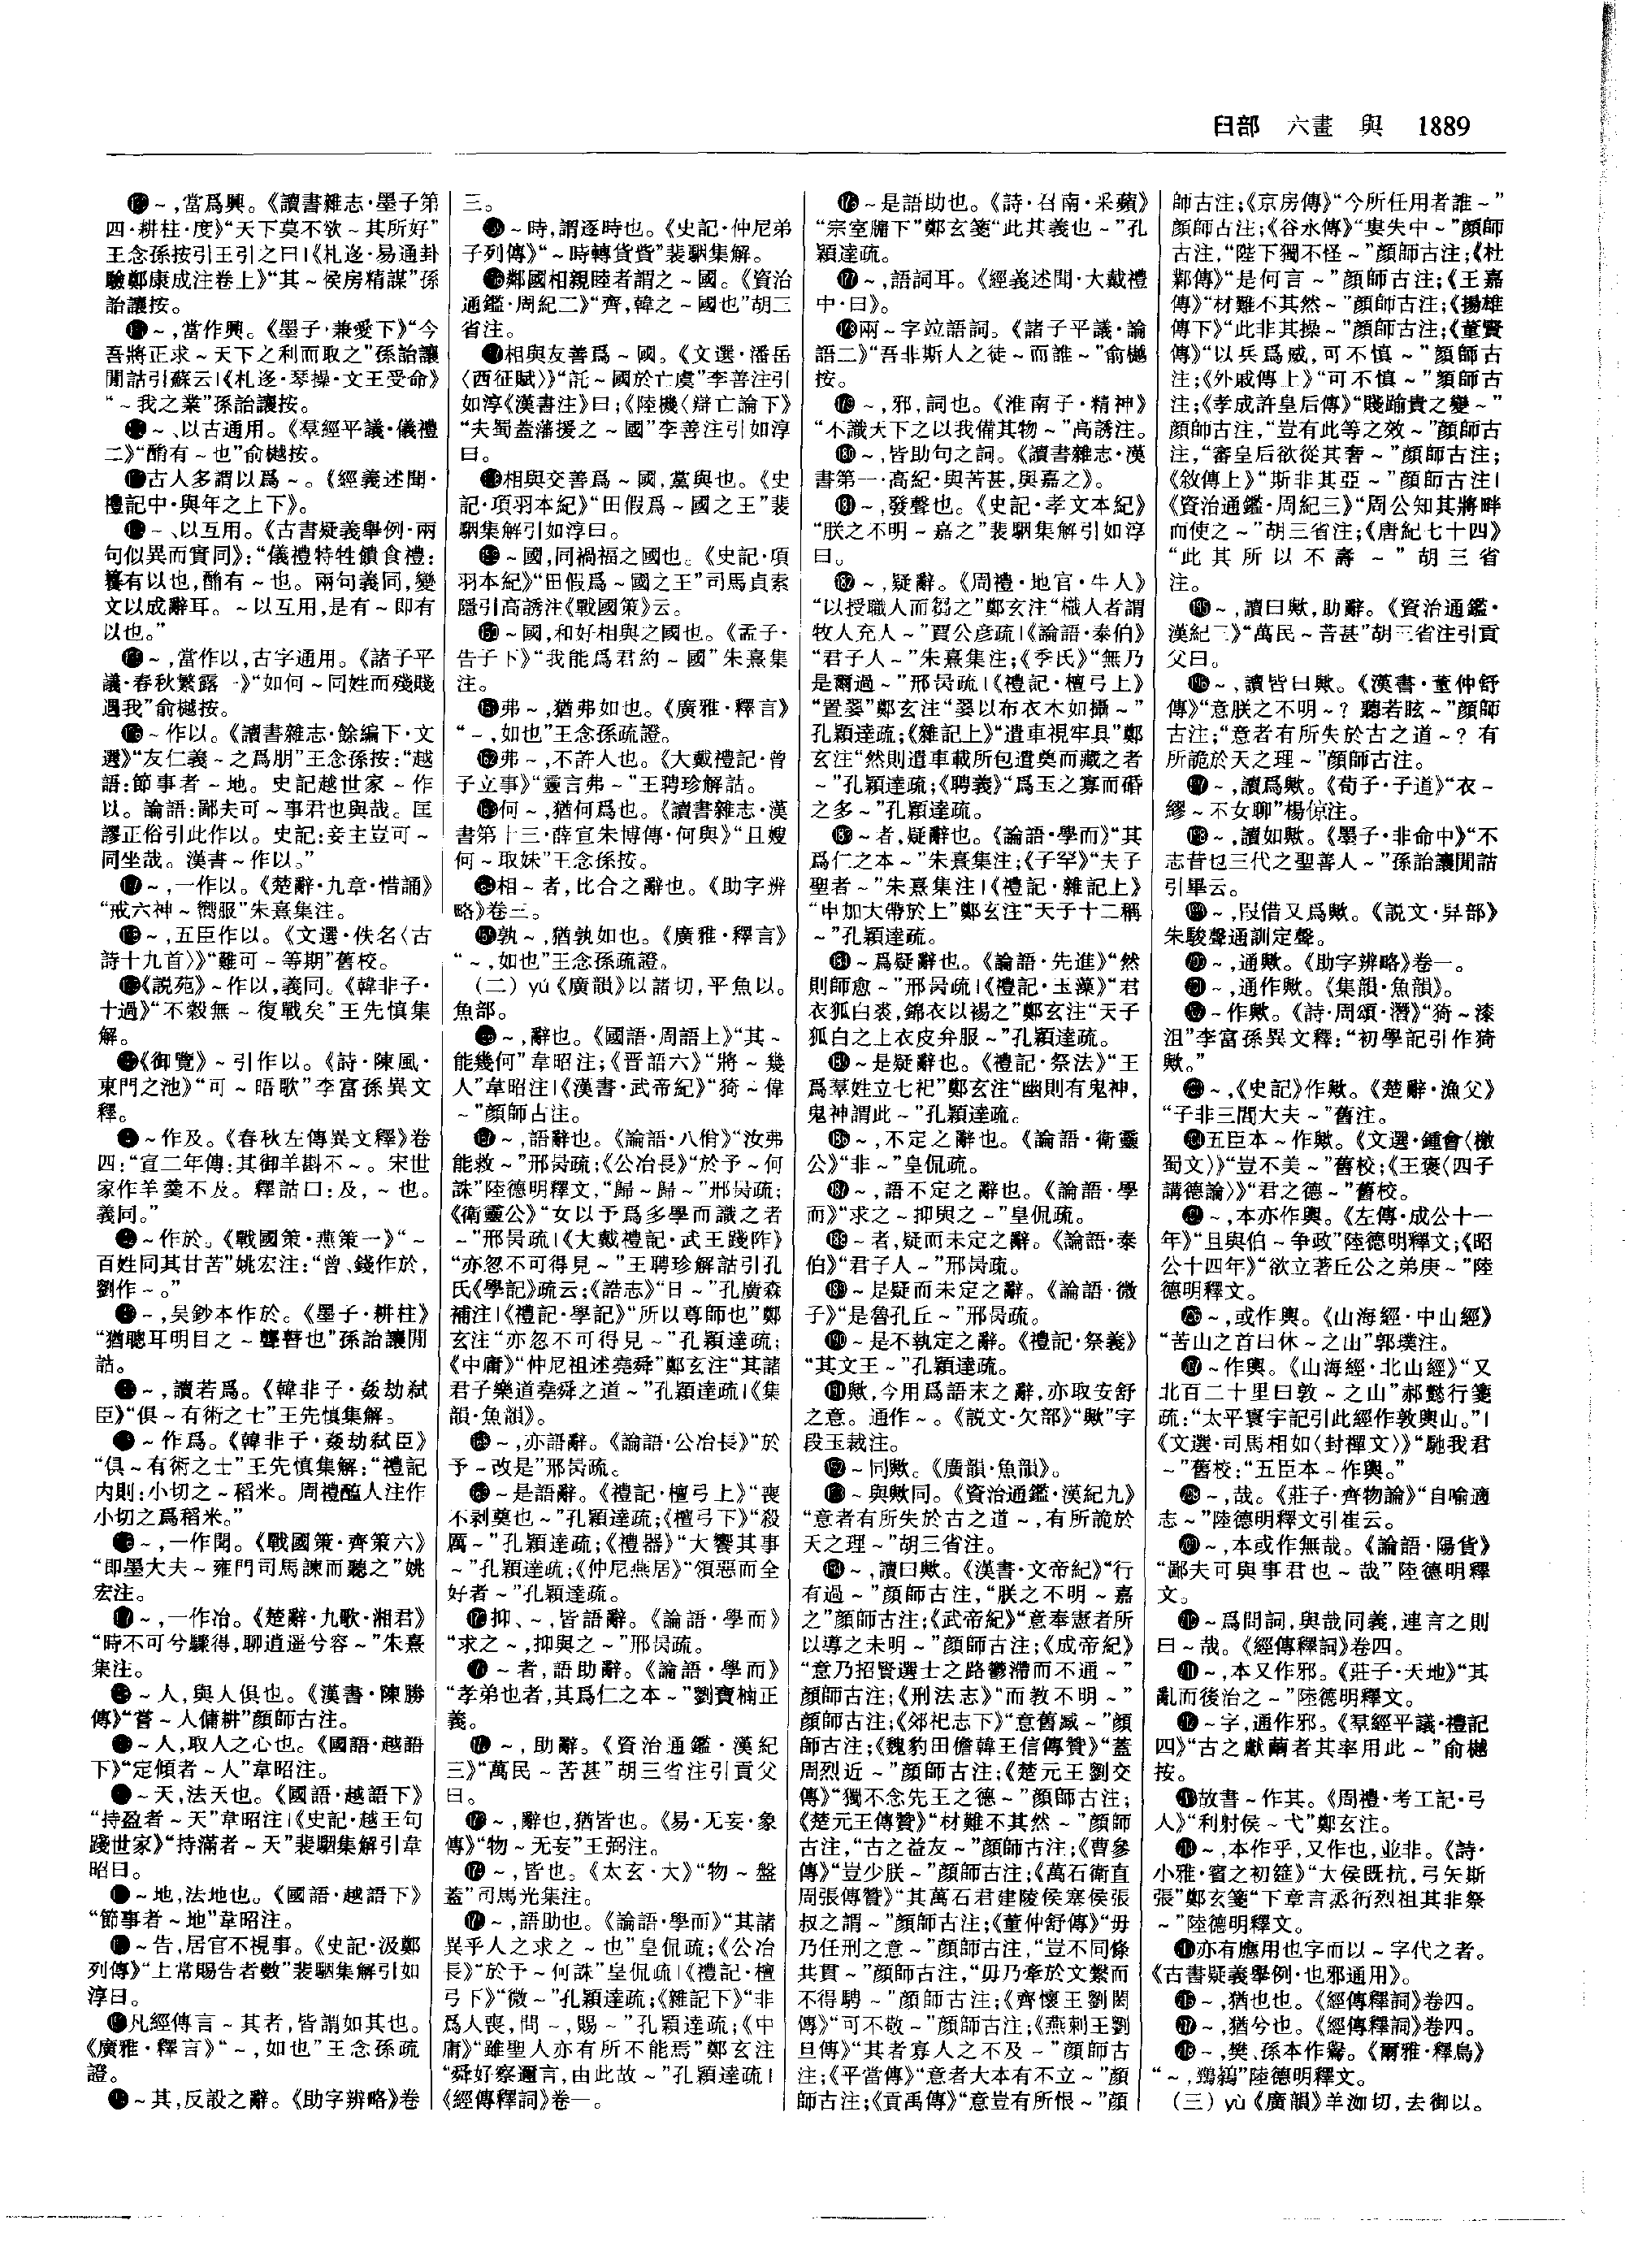 臼部 六畫 與 1889
～,當爲興。《讀書雜志·墨子第
四·耕柱·度》“天下莫不欲～其所好”
王念孫按引王引之曰|《札迻·易通卦
驗鄭康成注卷上》“其～侯房精謀”孫
詒讓按。
～,當作興。《墨子·兼愛下》“今
吾將正求～天下之利而取之”孫詒讓
閒詁引蘇云|《札迻·琴操·文王受命》
“～我之業”孫詒讓按。
～、以古通用。《羣經平議·儀禮
二》“酳有～也”俞樾按。
古人多謂以爲～。《經義述聞·
禮記中·與年之上下》。
～、以互用。《古書疑義舉例·兩
句似異而實同》:“儀禮特牲饋食禮:
養有以也,酳有～也。兩句義同,變
文以成辭耳。～以互用,是有～即有
以也。”
～,當作以,古字通用。《諸子平
議·春秋繁露一》“如何～同姓而殘賤
遇我”俞樾按。
～作以。《讀書雜志·餘編下·文
選》“友仁義～之爲朋”王念孫按:“越
語:節事者～地。史記越世家～作
以。論語:鄙夫可～事君也與哉。匡
謬正俗引此作以。史記:妾主豈可～
同坐哉。漢書～作以。”
～,一作以。《楚辭·九章·惜誦》
“戒六神～嚮服”朱熹集注。
～,五臣作以。《文選·佚名〈古
詩十九首〉》“難可～等期”舊校。
《説苑》～作以,義同。《韓非子·
十過》“不穀無～復戰矣”王先慎集
解。
《御覽》～引作以。《詩·陳風·
東門之池》“可～晤歌”李富孫異文
釋。
～作及。《春秋左傳異文釋》卷
四:“宣二年傳:其御羊斟不～。宋世
家作羊羹不及。釋詁曰:及,～也。
義同。”
～作於。《戰國策·燕策一》“～
百姓同其甘苦”姚宏注:“曾、錢作於,
劉作～。”
～,吴鈔本作於。《墨子·耕柱》
“猶聰耳明目之～聾瞽也”孫詒讓閒
詁。
～,讀若爲。《韓非子·姦劫弑
臣》“俱～有術之士”王先慎集解。
～作爲。《韓非子·姦劫弑臣》
“俱～有術之士”王先慎集解:“禮記
内則:小切之～稻米。周禮醢人注作
小切之爲稻米。”
～,一作閒。《戰國策·齊策六》
“即墨大夫～雍門司馬諫而聽之”姚
宏注。
～,一作冶。《楚辭·九歌·湘君》
“時不可兮驟得,聊逍遥兮容～”朱熹
集注。
～人,與人俱也。《漢書·陳勝
傳》“嘗～人傭耕”顔師古注。
～人,取人之心也。《國語·越語
下》“定傾者～人”韋昭注。
～天,法天也。《國語·越語下》
“持盈者～天”韋昭注|《史記·越王句
踐世家》“持滿者～天”裴駰集解引韋
昭曰。
～地,法地也。《國語·越語下》
“節事者～地”韋昭注。
～告,居官不視事。《史記·汲鄭
列傳》“上常賜告者數”裴駰集解引如
淳曰。
凡經傳言～其者,皆謂如其也。
《廣雅·釋言》“～,如也”王念孫疏
證。
～其,反設之辭。《助字辨略》卷
三。
～時,謂逐時也。《史記·仲尼弟
子列傳》“～時轉貨貲”裴駰集解。
鄰國相親睦者謂之～國。《資治
通鑑·周紀二》“齊,韓之～國也”胡三
省注。
相與友善爲～國。《文選·潘岳
〈西征賦〉》“託～國於亡虞”李善注引
如淳《漢書注》曰;《陸機〈辯亡論下〉》
“夫蜀蓋藩援之～國”李善注引如淳
曰。
相與交善爲～國,黨與也。《史
記·項羽本紀》“田假爲～國之王”裴
駰集解引如淳曰。
～國,同禍福之國也。《史記·項
羽本紀》“田假爲～國之王”司馬貞索
隱引高誘注《戰國策》云。
～國,和好相與之國也。《孟子·
告子下》“我能爲君約～國”朱熹集
注。
弗～,猶弗如也。《廣雅·釋言》
“～,如也”王念孫疏證。
弗～,不許人也。《大戴禮記·曾
子立事》“靈言弗～”王聘珍解詁。
何～,猶何爲也。《讀書雜志·漢
書第十三·薛宣朱博傳·何與》“且嫂
何～取妹”王念孫按。
相～者,比合之辭也。《助字辨
略》卷三。
孰～,猶孰如也。《廣雅·釋言》
“～,如也”王念孫疏證。
(二) yú《廣韻》以諸切,平魚以。
魚部。
～,辭也。《國語·周語上》“其～
能幾何”韋昭注;《晉語六》“將～幾
人”韋昭注|《漢書·武帝紀》“猗～偉
～”顔師古注。
～,語辭也。《論語·八佾》“汝弗
能救～”邢昺疏;《公冶長》“於予～何
誅”陸德明釋文,“歸～歸～”邢昺疏;
《衛靈公》“女以予爲多學而識之者
～”邢昺疏|《大戴禮記·武王踐阼》
“亦忽不可得見～”王聘珍解詁引孔
氏《學記》疏云;《誥志》“日～”孔廣森
補注|《禮記·學記》“所以尊師也”鄭
玄注“亦忽不可得見～”孔穎達疏;
《中庸》“仲尼祖述堯舜”鄭玄注“其諸
君子樂道堯舜之道～”孔穎達疏|《集
韻·魚韻》。
～,亦語辭。《論語·公冶長》“於
予～改是”邢昺疏。
～是語辭。《禮記·檀弓上》“喪
不剥奠也～”孔穎達疏;《檀弓下》“殺
厲～”孔穎達疏;《禮器》“大饗其事
～”孔穎達疏;《仲尼燕居》“領惡而全
好者～”孔穎達疏。
抑、～,皆語辭。《論語·學而》
“求之～,抑與之～”邢昺疏。
～者,語助辭。《論語·學而》
“孝弟也者,其爲仁之本～”劉寶楠正
義。
～,助辭。《資治通鑑·漢紀
三》“萬民～苦甚”胡三省注引貢父
曰。
～,辭也,猶皆也。《易·无妄·象
傳》“物～无妄”王弼注。
～,皆也。《太玄·大》“物～盤
蓋”司馬光集注。
～,語助也。《論語·學而》“其諸
異乎人之求之～也”皇侃疏;《公冶
長》“於予～何誅”皇侃疏|《禮記·檀
弓下》“微～”孔穎達疏;《雜記下》“非
爲人喪,問～,賜～”孔穎達疏;《中
庸》“雖聖人亦有所不能焉”鄭玄注
“舜好察邇言,由此故～”孔穎達疏|
《經傳釋詞》卷一。
～是語助也。《詩·召南·采蘋》
“宗室牖下”鄭玄箋“此其義也～”孔
穎達疏。
～,語詞耳。《經義述聞·大戴禮
中·曰》。
兩～字竝語詞。《諸子平議·論
語二》“吾非斯人之徒～而誰～”俞樾
按。
～,邪,詞也。《淮南子·精神》
“不識天下之以我備其物～”高誘注。
～,皆助句之詞。《讀書雜志·漢
書第一·高紀·與苦甚,與嘉之》。
～,發聲也。《史記·孝文本紀》
“朕之不明～嘉之”裴駰集解引如淳
曰。
～,疑辭。《周禮·地官·牛人》
“以授職人而芻之”鄭玄注“樴人者謂
牧人充人～”賈公彦疏|《論語·泰伯》
“君子人～”朱熹集注;《季氏》“無乃
是爾過～”邢昺疏|《禮記·檀弓上》
“置翣”鄭玄注“翣以布衣木如攝～”
孔穎達疏;《雜記上》“遣車視牢具”鄭
玄注“然則遣車載所包遣奠而藏之者
～”孔穎達疏;《聘義》“爲玉之寡而碈
之多～”孔穎達疏。
～者,疑辭也。《論語·學而》“其
爲仁之本～”朱熹集注;《子罕》“夫子
聖者～”朱熹集注|《禮記·雜記上》
“申加大帶於上”鄭玄注“天子十二稱
～”孔穎達疏。
～爲疑辭也。《論語·先進》“然
則師愈～”邢昺疏|《禮記·玉藻》“君
衣狐白裘,錦衣以裼之”鄭玄注“天子
狐白之上衣皮弁服～”孔穎達疏。
～是疑辭也。《禮記·祭法》“王
爲羣姓立七祀”鄭玄注“幽則有鬼神,
鬼神謂此～”孔穎達疏。
～,不定之辭也。《論語·衛靈
公》“非～”皇侃疏。
～,語不定之辭也。《論語·學
而》“求之～抑與之～”皇侃疏。
～者,疑而未定之辭。《論語·泰
伯》“君子人～”邢昺疏。
～是疑而未定之辭。《論語·微
子》“是魯孔丘～”邢昺疏。
～是不執定之辭。《禮記·祭義》
“其文王～”孔穎達疏。
歟,今用爲語末之辭,亦取安舒
之意。通作～。《説文·欠部》“歟”字
段玉裁注。
～同歟。《廣韻·魚韻》。
～與歟同。《資治通鑑·漢紀九》
“意者有所失於古之道～,有所詭於
天之理～”胡三省注。
～,讀曰歟。《漢書·文帝紀》“行
有過～”顔師古注,“朕之不明～嘉
之”顔師古注;《武帝紀》“意奉憲者所
以導之未明～”顔師古注;《成帝紀》
“意乃招賢選士之路鬱滯而不通～”
顔師古注;《刑法志》“而教不明～”
顔師古注;《郊祀志下》“意舊臧～”顔
師古注;《魏豹田儋韓王信傳贊》“蓋
周烈近～”顔師古注;《楚元王劉交
傳》“獨不念先王之德～”顔師古注;
《楚元王傳贊》“材難不其然～”顔師
古注,“古之益友～”顔師古注;《曹參
傳》“豈少朕～”顔師古注;《萬石衛直
周張傳贊》“其萬石君建陵侯塞侯張
叔之謂～”顔師古注;《董仲舒傳》“毋
乃任刑之意～”顔師古注,“豈不同條
共貫～”顔師古注,“毋乃牽於文繫而
不得騁～”顔師古注;《齊懷王劉閎
傳》“可不敬～”顔師古注;《燕剌王劉
旦傳》“其者寡人之不及～”顔師古
注;《平當傳》“意者大本有不立～”顔
師古注;《貢禹傳》“意豈有所恨～”顔
師古注;《京房傳》“今所任用者誰～”
顔師古注;《谷永傳》“婁失中～”顔師
古注,“陛下獨不怪～”顔師古注;《杜
鄴傳》“是何言～”顔師古注;《王嘉
傳》“材難不其然～”顔師古注;《揚雄
傳下》“此非其操～”顔師古注;《董賢
傳》“以兵爲威,可不慎～”顔師古
注;《外戚傳上》“可不慎～”顔師古
注;《孝成許皇后傳》“賤踰貴之變～”
顔師古注,“豈有此等之效～”顔師古
注,“審皇后欲從其奢～”顔師古注;
《敘傳上》“斯非其亞～”顔師古注|
《資治通鑑·周紀三》“周公知其將畔
而使之～”胡三省注;《唐紀七十四》
“此其所以不壽～”胡三省
注。
～,讀曰歟,助辭。《資治通鑑·
漢紀三》“萬民～苦甚”胡三省注引貢
父曰。
～,讀皆曰歟。《漢書·董仲舒
傳》“意朕之不明～?聽若眩～”顔師
古注;“意者有所失於古之道～?有
所詭於天之理～”顔師古注。
～,讀爲歟。《荀子·子道》“衣～
繆～不女聊”楊倞注。
～,讀如歟。《墨子·非命中》“不
志昔也三代之聖善人～”孫詒讓閒詁
引畢云。
～,叚借又爲歟。《説文·舁部》
朱駿聲通訓定聲。
～,通歟。《助字辨略》卷一。
～,通作歟。《集韻·魚韻》。
～作歟。《詩·周頌·潛》“猗～漆
沮”李富孫異文釋:“初學記引作猗
歟。”
～,《史記》作歟。《楚辭·漁父》
“子非三閭大夫～”舊注。
五臣本～作歟。《文選·鍾會〈檄
蜀文〉》“豈不美～”舊校;《王褒〈四子
講德論〉》“君之德～”舊校。
～,本亦作輿。《左傳·成公十一
年》“且與伯～争政”陸德明釋文;《昭
公十四年》“欲立著丘公之弟庚～”陸
德明釋文。
～,或作輿。《山海經·中山經》
“苦山之首曰休～之山”郭璞注。
～作輿。《山海經·北山經》“又
北百二十里曰敦～之山”郝懿行箋
疏:“太平寰宇記引此經作敦輿山。”|
《文選·司馬相如〈封禪文〉》“馳我君
～”舊校:“五臣本～作輿。”
～,哉。《莊子·齊物論》“自喻適
志～”陸德明釋文引崔云。
～,本或作無哉。《論語·陽貨》
“鄙夫可與事君也～哉”陸德明釋
文。
～爲問詞,與哉同義,連言之則
曰～哉。《經傳釋詞》卷四。
～,本又作邪。《莊子·天地》“其
亂而後治之～”陸德明釋文。
～字,通作邪。《羣經平議·禮記
四》“古之獻繭者其率用此～”俞樾
按。
故書～作其。《周禮·考工記·弓
人》“利射侯～弋”鄭玄注。
～,本作乎,又作也,並非。《詩·
小雅·賓之初筵》“大侯既抗,弓矢斯
張”鄭玄箋“下章言烝衎烈祖其非祭
～”陸德明釋文。
亦有應用也字而以～字代之者。
《古書疑義舉例·也邪通用》。
～,猶也也。《經傳釋詞》卷四。
～,猶兮也。《經傳釋詞》卷四。
～,樊、孫本作鸒。《爾雅·釋鳥》
“～,鵛鷋”陸德明釋文。
(三) yù《廣韻》羊洳切,去御以。